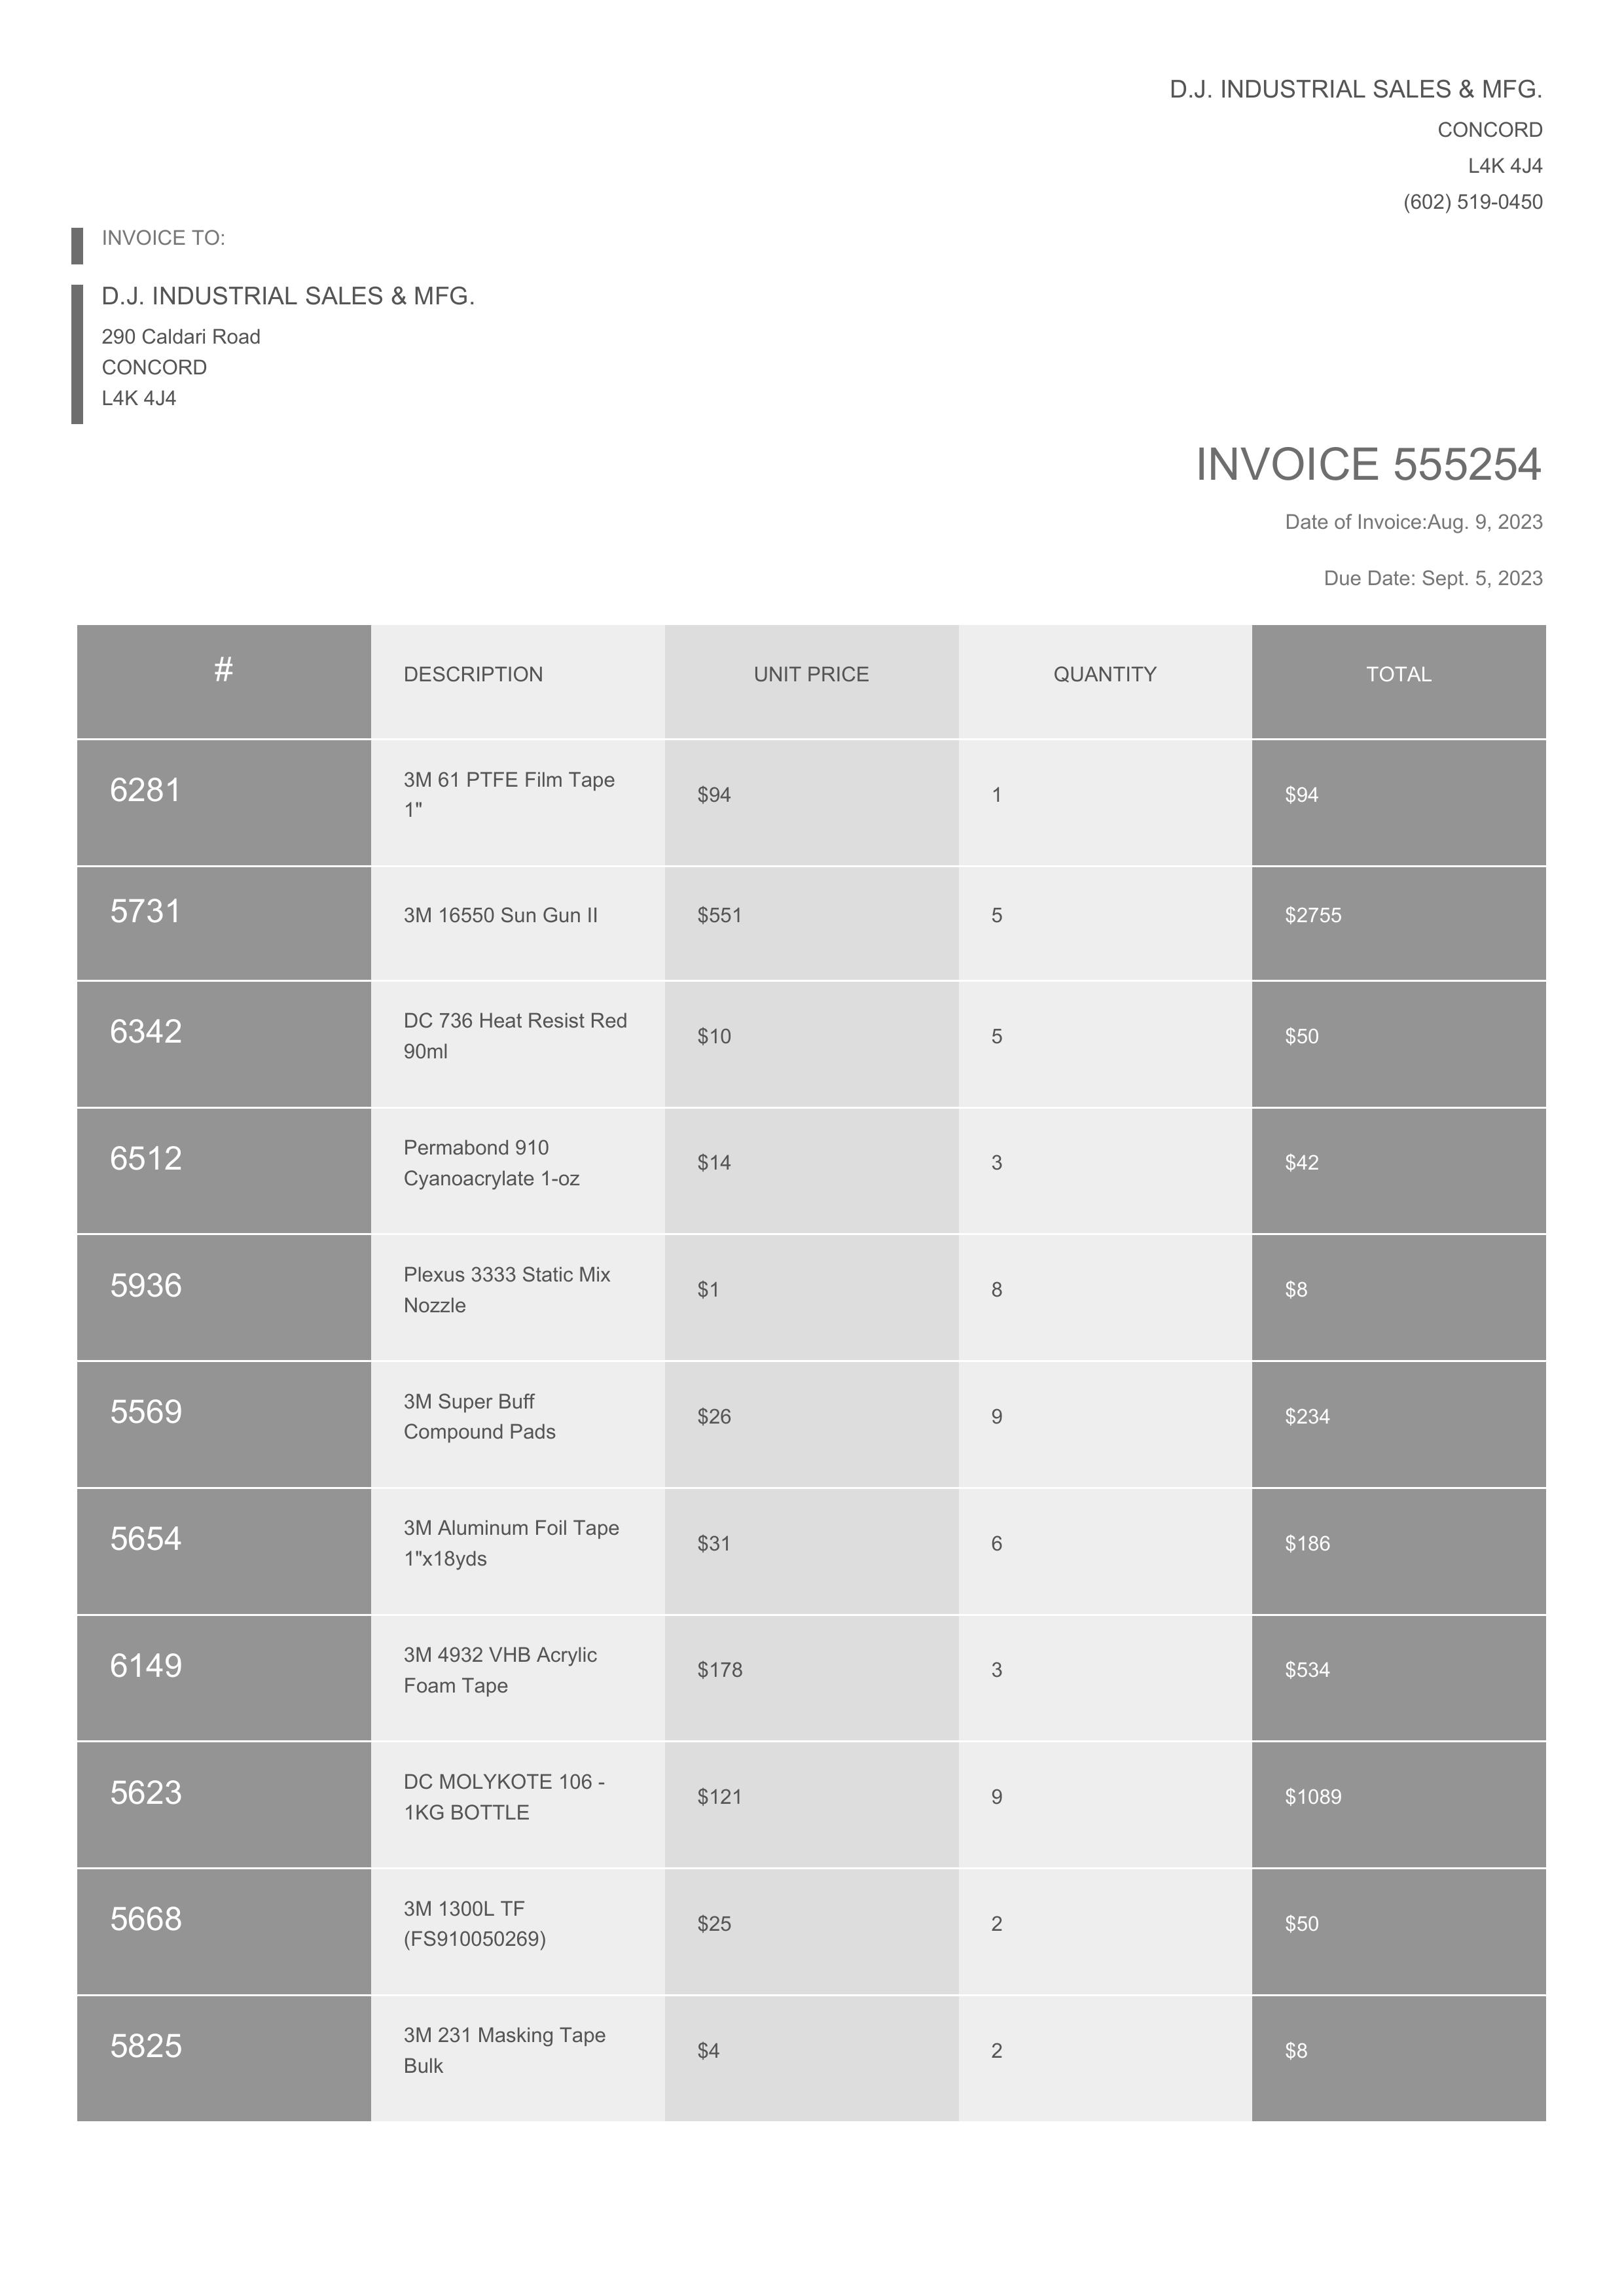 D.J. INDUSTRIAL SALES & MFG.
CONCORD
L4K 4J4
(602) 519-0450
INVOICE TO:
D.J. INDUSTRIAL SALES & MFG.
290 Caldari Road
CONCORD
L4K 4J4
INVOICE 555254
Date of Invoice:Aug. 9, 2023
Due Date: Sept. 5, 2023
# DESCRIPTION UNIT PRICE QUANTITY TOTAL
6281 3M 61 PTFE Film Tape
1" $94 1 $94
5731 3M 16550 Sun Gun II $551 5 $2755
6342 DC 736 Heat Resist Red
90ml $10 5 $50
6512 Permabond 910
Cyanoacrylate 1-oz $14 3 $42
5936 Plexus 3333 Static Mix
Nozzle $1 8 $8
5569 3M Super Buff
Compound Pads $26 9 $234
5654 3M Aluminum Foil Tape
1"x18yds $31 6 $186
6149 3M 4932 VHB Acrylic
Foam Tape $178 3 $534
5623 DC MOLYKOTE 106 -
1KG BOTTLE $121 9 $1089
5668 3M 1300L TF
(FS910050269) $25 2 $50
5825 3M 231 Masking Tape
Bulk $4 2 $8